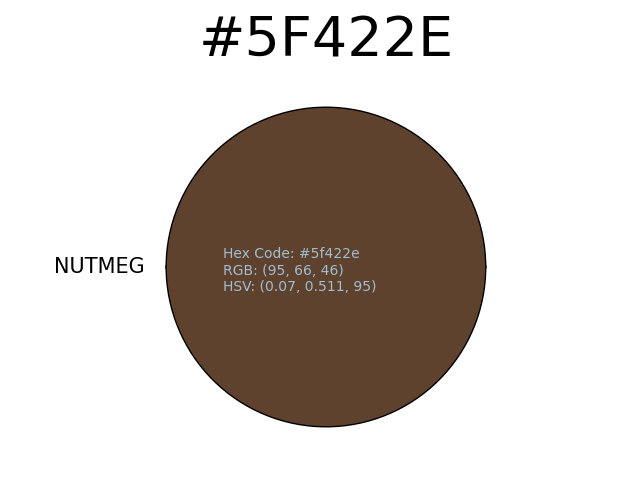 #5F422E
NUTMEG
Hex Code: #5f422e
RGB: (95, 66, 46)
HSV: (0.07, 0.511, 95)